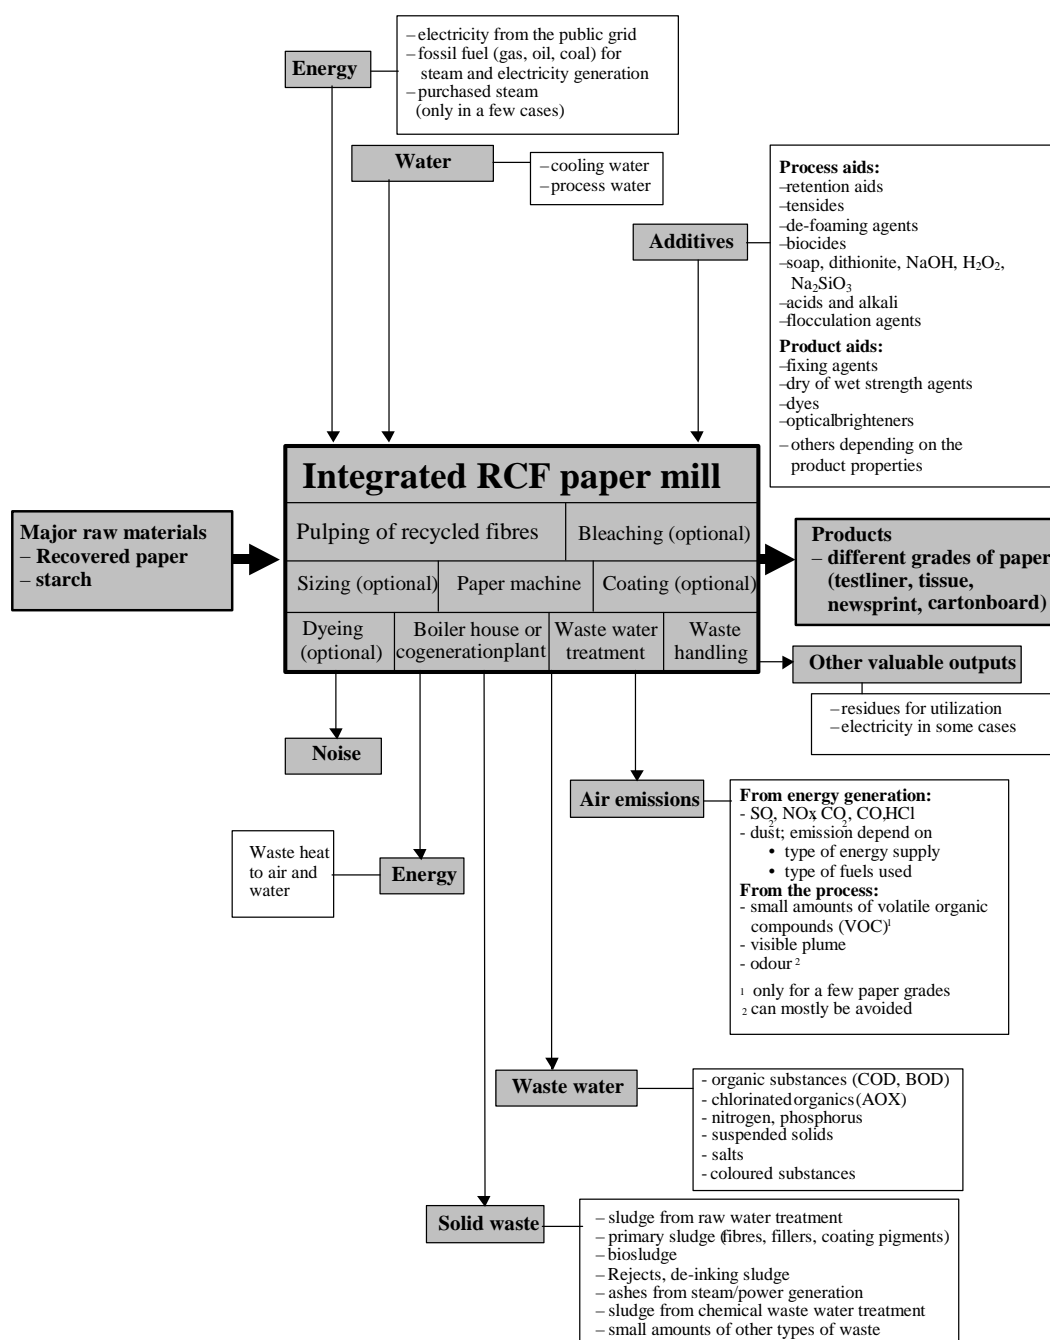 Energy
– electricity from the public grid
– fossil fuel (gas, oil, coal) for
steam and electricity generation
– purchased steam
(only in a few cases)
Water
– cooling water
– process water
Additives
Process aids:
–retention aids
–tensides
–de-foaming agents
–biocides
–soap, dithionite, NaOH, H₂O₂,
Na₂SiO₃
–acids and alkali
–flocculation agents
Product aids:
–fixing agents
–dry of wet strength agents
–dyes
–opticalbrighteners
–others depending on the
product properties
Integrated RCF paper mill
Pulping of recycled fibres
Bleaching (optional)
Sizing (optional)
Paper machine
Coating (optional)
Dyeing
(optional)
Boiler house or
cogenerationplant
Waste water
treatment
Waste
handling
Major raw materials
– Recovered paper
– starch
Products
– different grades of paper
(testliner, tissue,
newsprint, cartonboard)
Other valuable outputs
– residues for utilization
– electricity in some cases
Noise
Air emissions
From energy generation:
- SO₂, NOx, CO₂, CO,HCl
- dust; emission depend on
• type of energy supply
• type of fuels used
From the process:
- small amounts of volatile organic
compounds (VOC)¹
- visible plume
- odour ²
¹ only for a few paper grades
² can mostly be avoided
Waste heat
to air and
water
Energy
Waste water
- organic substances (COD, BOD)
- chlorinated organics (AOX)
- nitrogen, phosphorus
- suspended solids
- salts
- coloured substances
Solid waste
– sludge from raw water treatment
– primary sludge (fibres, fillers, coating pigments)
– biosludge
– Rejects, de-inking sludge
– ashes from steam/power generation
– sludge from chemical waste water treatment
– small amounts of other types of waste